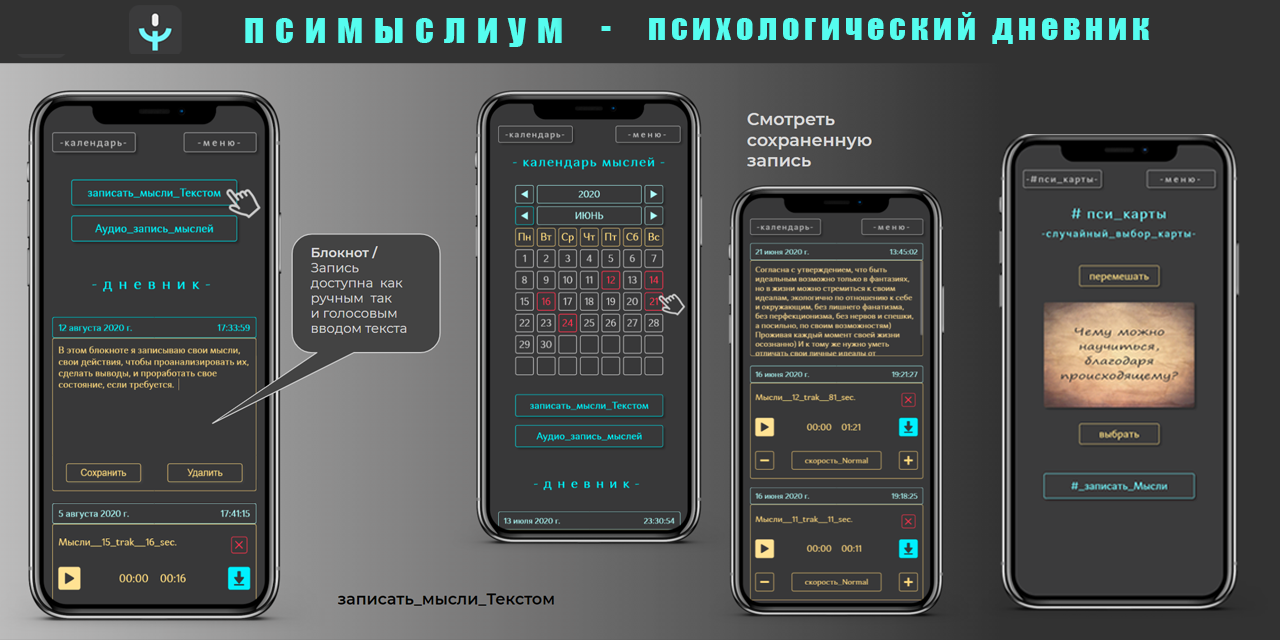 ПСИМЫСЛИУМ - ПСИХОЛОГИЧЕСКИЙ ДНЕВНИК
-календарь-
-меню-
записать_мысли_Текстом
Аудио_запись_мыслей
-дневник-
12 августа 2020 г. 17:33:59
В этом блокноте я записываю свои мысли,
свои действия, чтобы проанализировать их,
сделать выводы, и проработать свое
состояние, если требуется.
Сохранить
Удалить
5 августа 2020 г. 17:41:15
Мысли__15_trak__16_sec.
00:00 00:16
Блокнот /
Запись
доступна как
ручным так
и голосовым
вводом текста
записать_мысли_Текстом
-календарь-
-меню-
- календарь мыслей -
2020
ИЮНЬ
Пн Вт Ср Чт Пт Сб Вс
1 2 3 4 5 6 7
8 9 10 11 12 13 14
15 16 17 18 19 20 21
22 23 24 25 26 27 28
29 30
записать_мысли_Текстом
Аудио_запись_мыслей
-дневник-
13 июля 2020 г. 23:30:54
Смотреть
сохраненную
запись
-календарь-
-меню-
21 июня 2020 г. 13:45:02
Согласна с утверждением, что быть
идеальным возможно только в фантазиях,
но в жизни можно стремиться к своим
идеалам, экологично по отношению к себе
и окружающим, без лишнего фанатизма,
без перфекционизма, без нервов и спешки,
а посильно, по своим возможностям)
Проживая каждый момент своей жизни
осознанно) И к тому же нужно уметь
отличать свои личные идеалы от
16 июня 2020 г. 19:21:27
Мысли__12_trak__81_sec.
00:00 01:21
− скорость_Normal +
16 июня 2020 г. 19:18:25
Мысли__11_trak__11_sec.
00:00 00:11
− скорость_Normal +
-#пси_карты-
-меню-
# пси_карты
-случайный_выбор_карты-
перемешать
Чему можно
научиться,
благодаря
происходящему?
выбрать
#_записать_Мысли